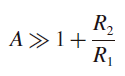 A ≫ 1 + R₂/R₁